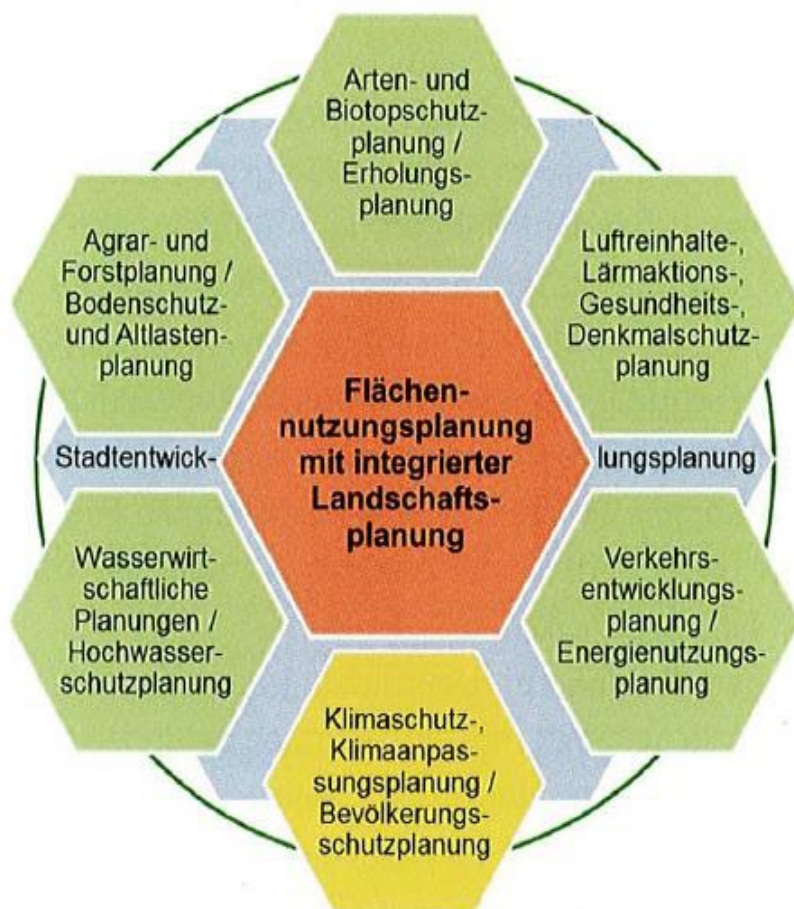 Arten- und
Biotopschutz-
planung /
Erholungs-
planung
Agrar- und
Forstplanung /
Bodenschutz-
und Altlasten-
planung
Luftreinhalte-,
Lärmaktions-,
Gesundheits-,
Denkmalschutz-
planung
Flächen-
nutzungsplanung
mit integrierter
Landschafts-
planung
Stadtentwick-
lungsplanung
Wasserwirt-
schaftliche
Planungen /
Hochwasser-
schutzplanung
Verkehrs-
entwicklungs-
planung /
Energienutzungs-
planung
Klimaschutz-,
Klimaanpas-
sungsplanung /
Bevölkerungs-
schutzplanung